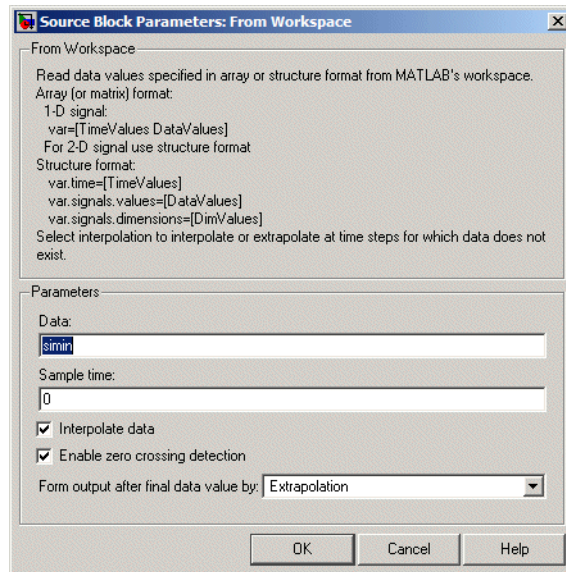 Source Block Parameters: From Workspace
From Workspace
Read data values specified in array or structure format from MATLAB's workspace.
Array (or matrix) format:
1-D signal:
var=[TimeValues DataValues]
For 2-D signal use structure format
Structure format:
var.time=[TimeValues]
var.signals.values=[DataValues]
var.signals.dimensions=[DimValues]
Select interpolation to interpolate or extrapolate at time steps for which data does not
exist.
Parameters
Data:
simin
Sample time:
0
Interpolate data
Enable zero crossing detection
Form output after final data value by: Extrapolation
OK Cancel Help